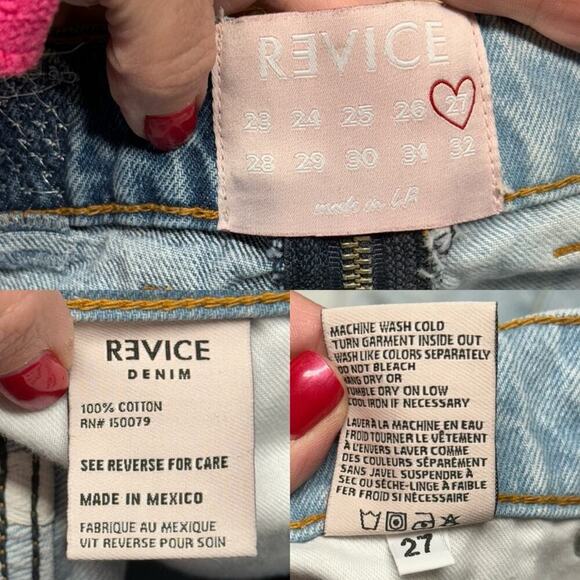 REVICE
23 24 25 26 27
28 29 30 31 32
made in LA
REVICE
DENIM
100% COTTON
RN# 150079
SEE REVERSE FOR CARE
MADE IN MEXICO
FABRIQUE AU MEXIQUE
VIT REVERSE POUR SOIN
MACHINE WASH COLD
TURN GARMENT INSIDE OUT
WASH LIKE COLORS SEPARATELY
DO NOT BLEACH
HANG DRY OR
TUMBLE DRY ON LOW
COOL IRON IF NECESSARY
LAVER À LA MACHINE EN EAU
FROID TOURNER LE VÊTEMENT
À L'ENVERS LAVER COMME
DES COULEURS SÉPARÉMENT
SANS JAVEL SUSPENDRE À
SEC OU SÈCHE-LINGE À FAIBLE
FER FROID SI NÉCESSAIRE
27